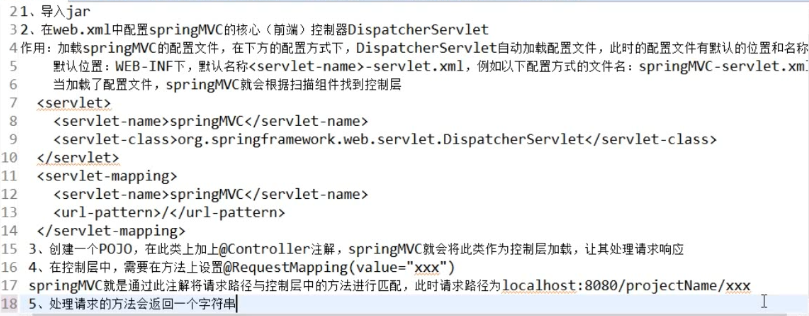 2 1、导入jar
3 2、在web.xml中配置springMVC的核心（前端）控制器DispatcherServlet
4 作用：加载springMVC的配置文件，在下方的配置方式下，DispatcherServlet自动加载配置文件，此时的配置文件有默认的位置和名称
5 默认位置：WEB-INF下，默认名称<servlet-name>-servlet.xml，例如以下配置方式的文件名：springMVC-servlet.xml
6 当加载了配置文件，springMVC就会根据扫描组件找到控制层
7 <servlet>
8 <servlet-name>springMVC</servlet-name>
9 <servlet-class>org.springframework.web.servlet.DispatcherServlet</servlet-class>
10 </servlet>
11 <servlet-mapping>
12 <servlet-name>springMVC</servlet-name>
13 <url-pattern>/</url-pattern>
14 </servlet-mapping>
15 3、创建一个POJO，在此类上加上@Controller注解，springMVC就会将此类作为控制层加载，让其处理请求响应
16 4、在控制层中，需要在方法上设置@RequestMapping(value="xxx")
17 springMVC就是通过此注解将请求路径与控制层中的方法进行匹配，此时请求路径为localhost:8080/projectName/xxx
18 5、处理请求的方法会返回一个字符串